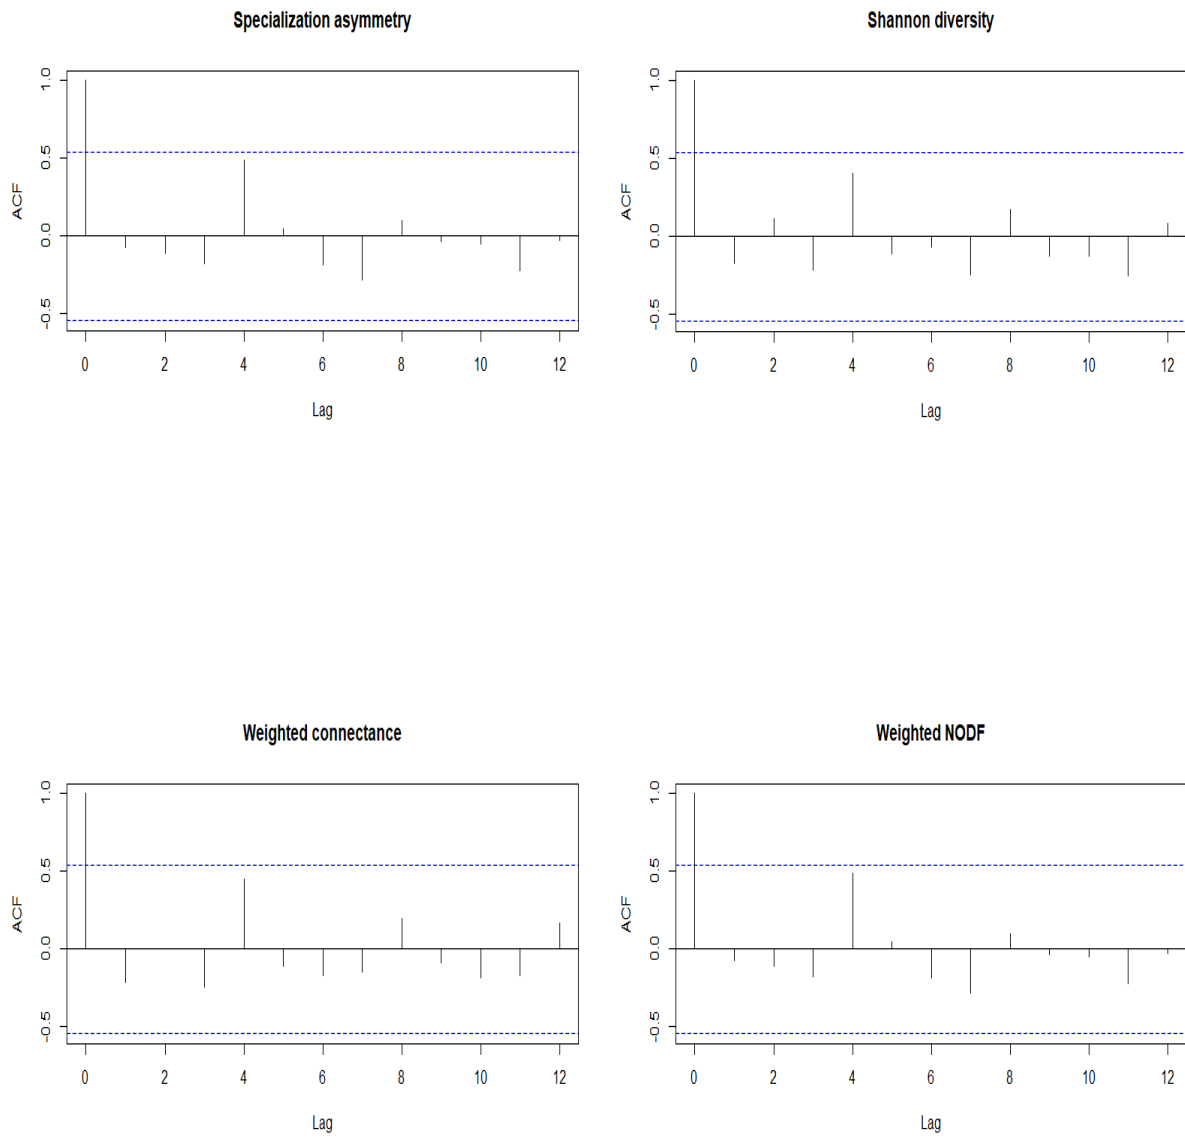 Specialization asymmetry
ACF
1.0
0.5
0.0
-0.5
0 2 4 6 8 10 12
Lag
Shannon diversity
ACF
1.0
0.5
0.0
-0.5
0 2 4 6 8 10 12
Lag
Weighted connectance
ACF
1.0
0.5
0.0
-0.5
0 2 4 6 8 10 12
Lag
Weighted NODF
ACF
1.0
0.5
0.0
-0.5
0 2 4 6 8 10 12
Lag